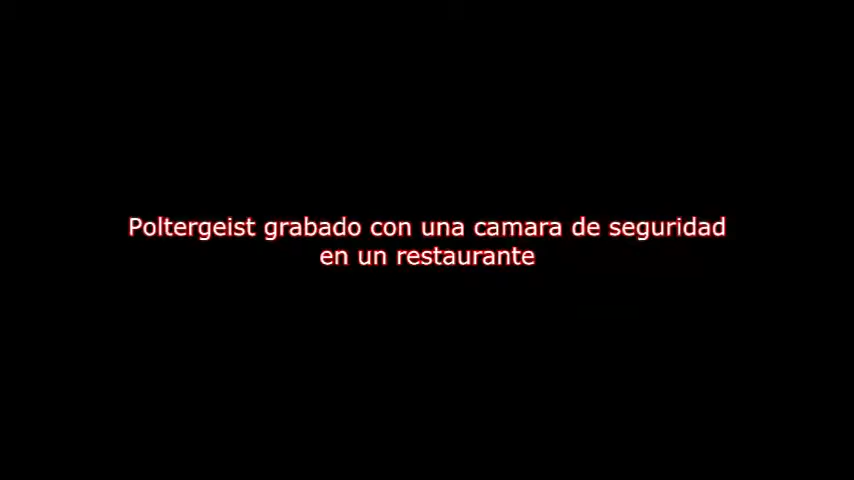 Poltergeist grabado con una camara de seguridad
en un restaurante